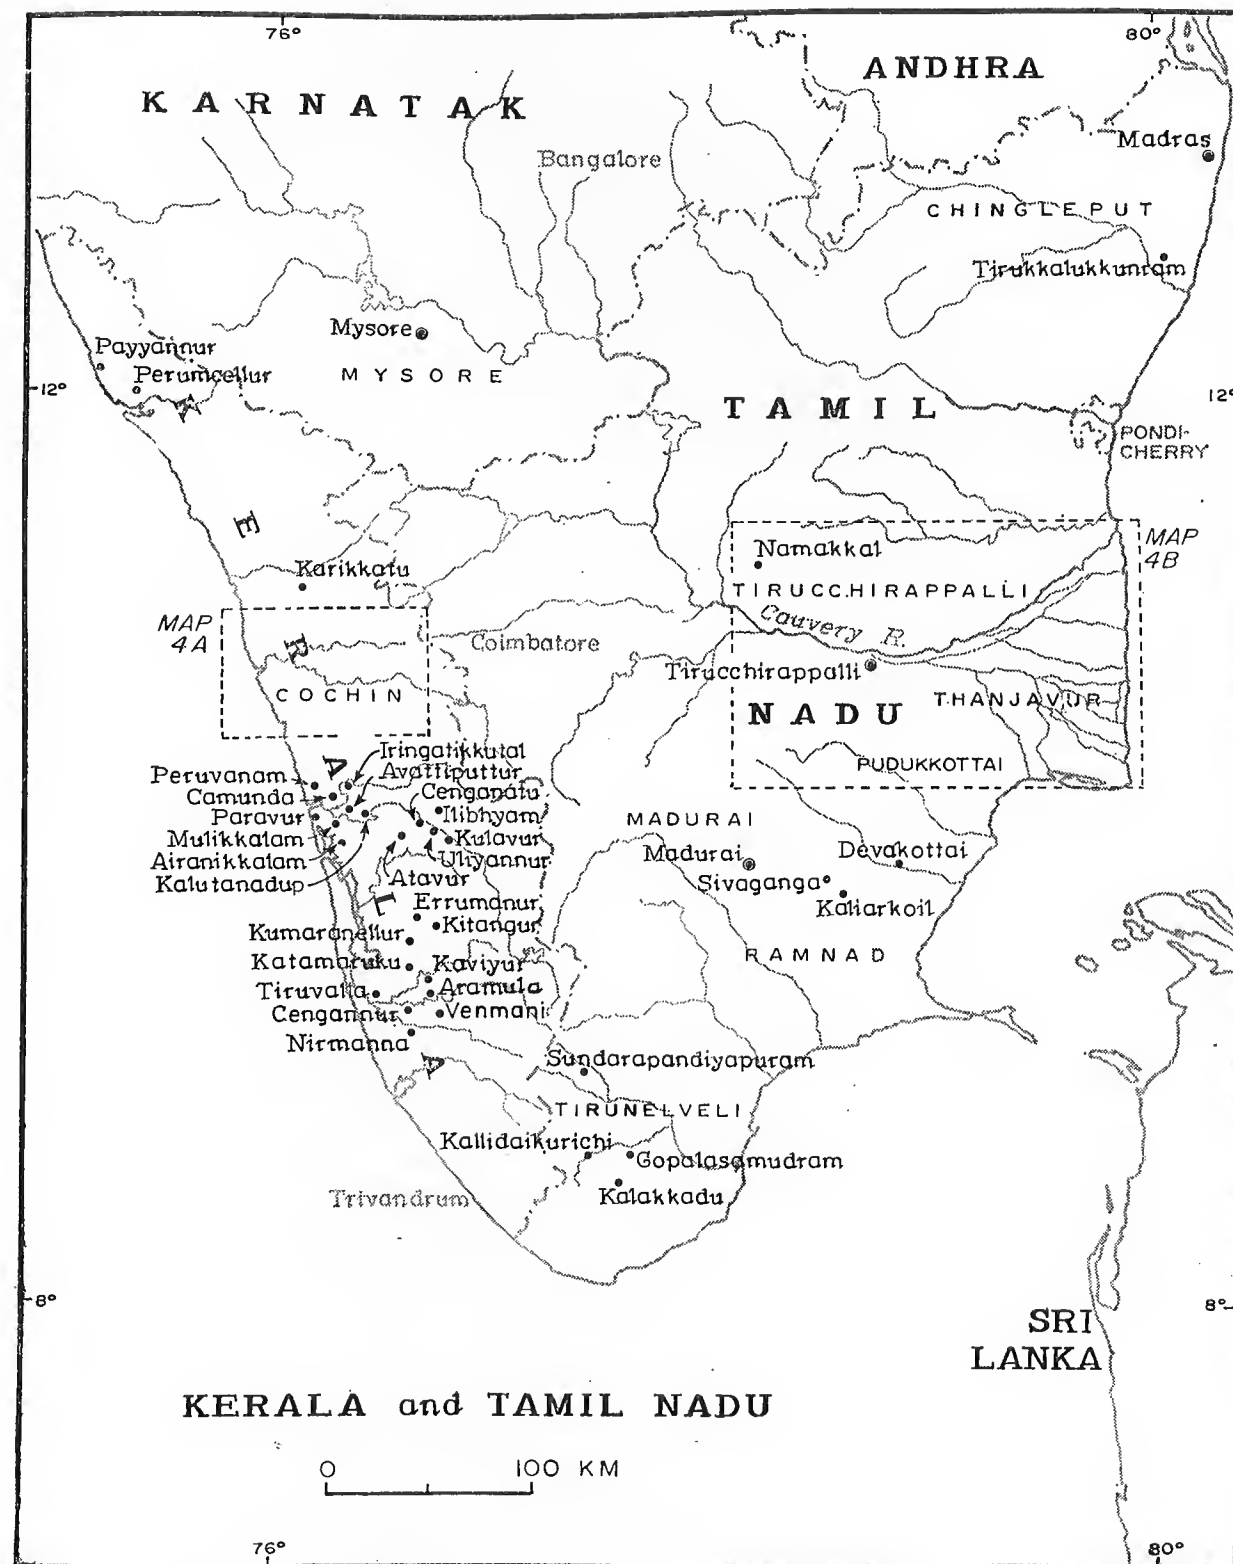 76°
80°
ANDHRA
KARNATAK
Madras
Bangalore
CHINGLEPUT
Tirukkalukkunram
Mysore
Payyannur
Perumcellur
MYSORE
12°
12°
TAMIL
PONDI-
CHERRY
KERALA
MAP
4B
Namakkal
Karikkatu
TIRUCCHIRAPPALLI
Cauvery R.
MAP
4A
Coimbatore
Tirucchirappalli
COCHIN
THANJAVUR
NADU
Iringatikkutal
PUDUKKOTTAI
Peruvanam
Avattiputtur
Camunda
Cenganatu
Paravur
Ilibhyam
MADURAI
Mulikkalam
Kulavur
Madurai
Devakottai
Airanikkalam
Uliyannur
Kalutanadup
Atavur
Sivaganga
Kaliarkoil
Errumanur
Kitangur
Kumaranellur
RAMNAD
Katamaruku
Kaviyur
Tiruvalla
Aramula
Cengannur
Venmani
Nirmanna
Sundarapandiyapuram
TIRUNELVELI
Kallidaikurichi
Gopalasamudram
Kalakkadu
Trivandrum
8°
8°
SRI
LANKA
KERALA and TAMIL NADU
0 100 KM
76°
80°